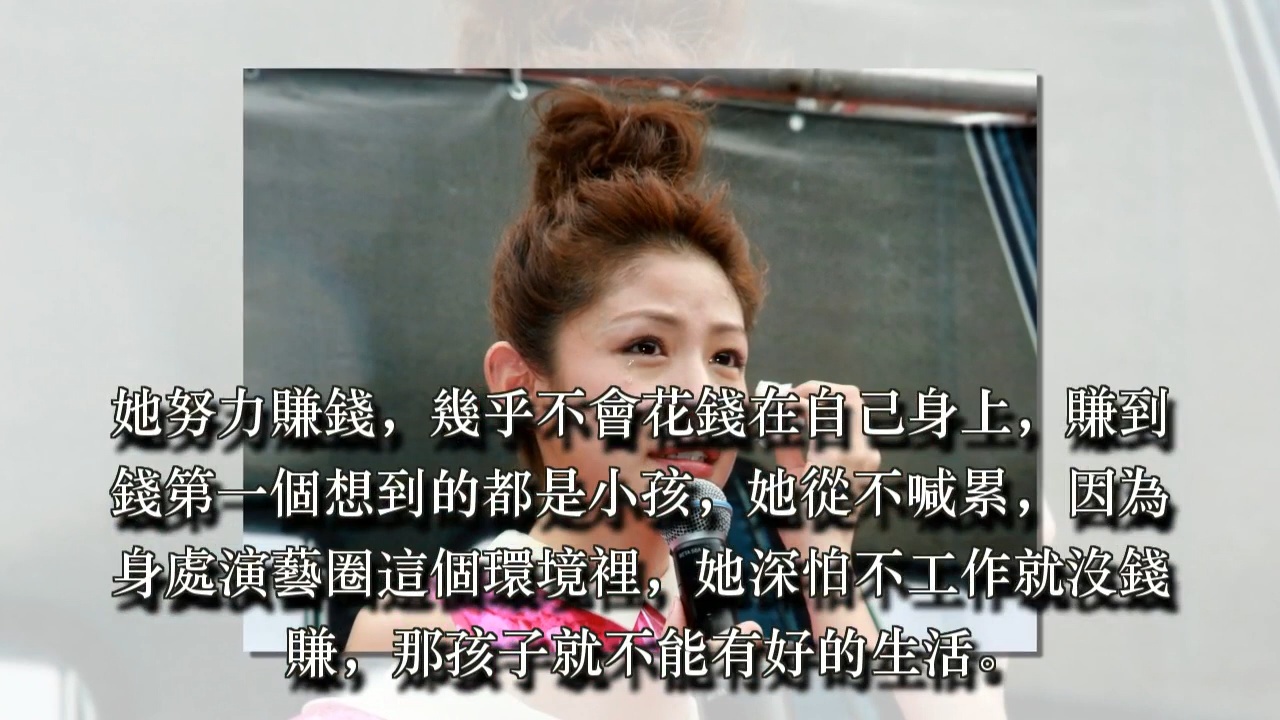 她努力賺錢，幾乎不會花錢在自己身上，賺到
錢第一個想到的都是小孩，她從不喊累，因為
身處演藝圈這個環境裡，她深怕不工作就沒錢
賺，那孩子就不能有好的生活。